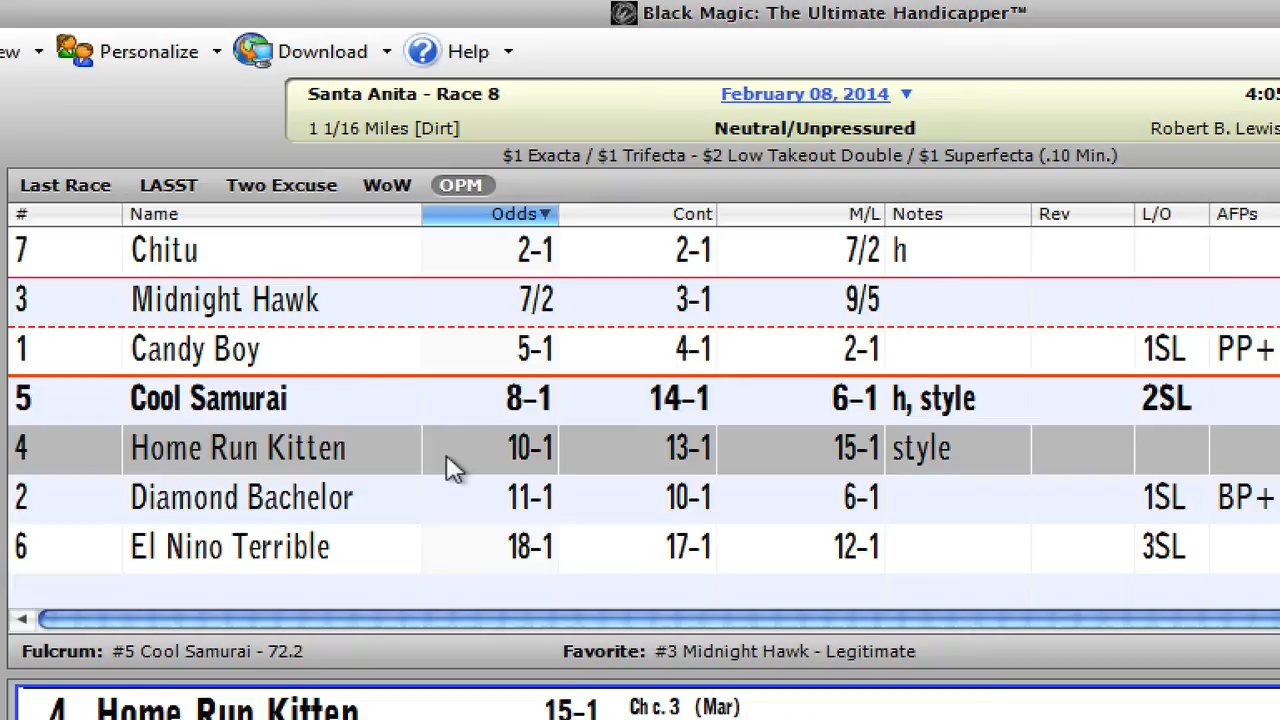 Black Magic: The Ultimate Handicapper™
ew Personalize Download Help
Santa Anita - Race 8 February 08, 2014 4:05
1 1/16 Miles [Dirt] Neutral/Unpressured Robert B. Lewis
$1 Exacta / $1 Trifecta - $2 Low Takeout Double / $1 Superfecta (.10 Min.)
Last Race LASST Two Excuse WoW OPM
# Name Odds Cont M/L Notes Rev L/O AFPs
7 Chitu 2-1 2-1 7/2 h
3 Midnight Hawk 7/2 3-1 9/5
1 Candy Boy 5-1 4-1 2-1 1SL PP+
5 Cool Samurai 8-1 14-1 6-1 h, style 2SL
4 Home Run Kitten 10-1 13-1 15-1 style
2 Diamond Bachelor 11-1 10-1 6-1 1SL BP+
6 El Nino Terrible 18-1 17-1 12-1 3SL
Fulcrum: #5 Cool Samurai - 72.2 Favorite: #3 Midnight Hawk - Legitimate
4 Home Run Kitten 15-1 Ch c. 3 (Mar)